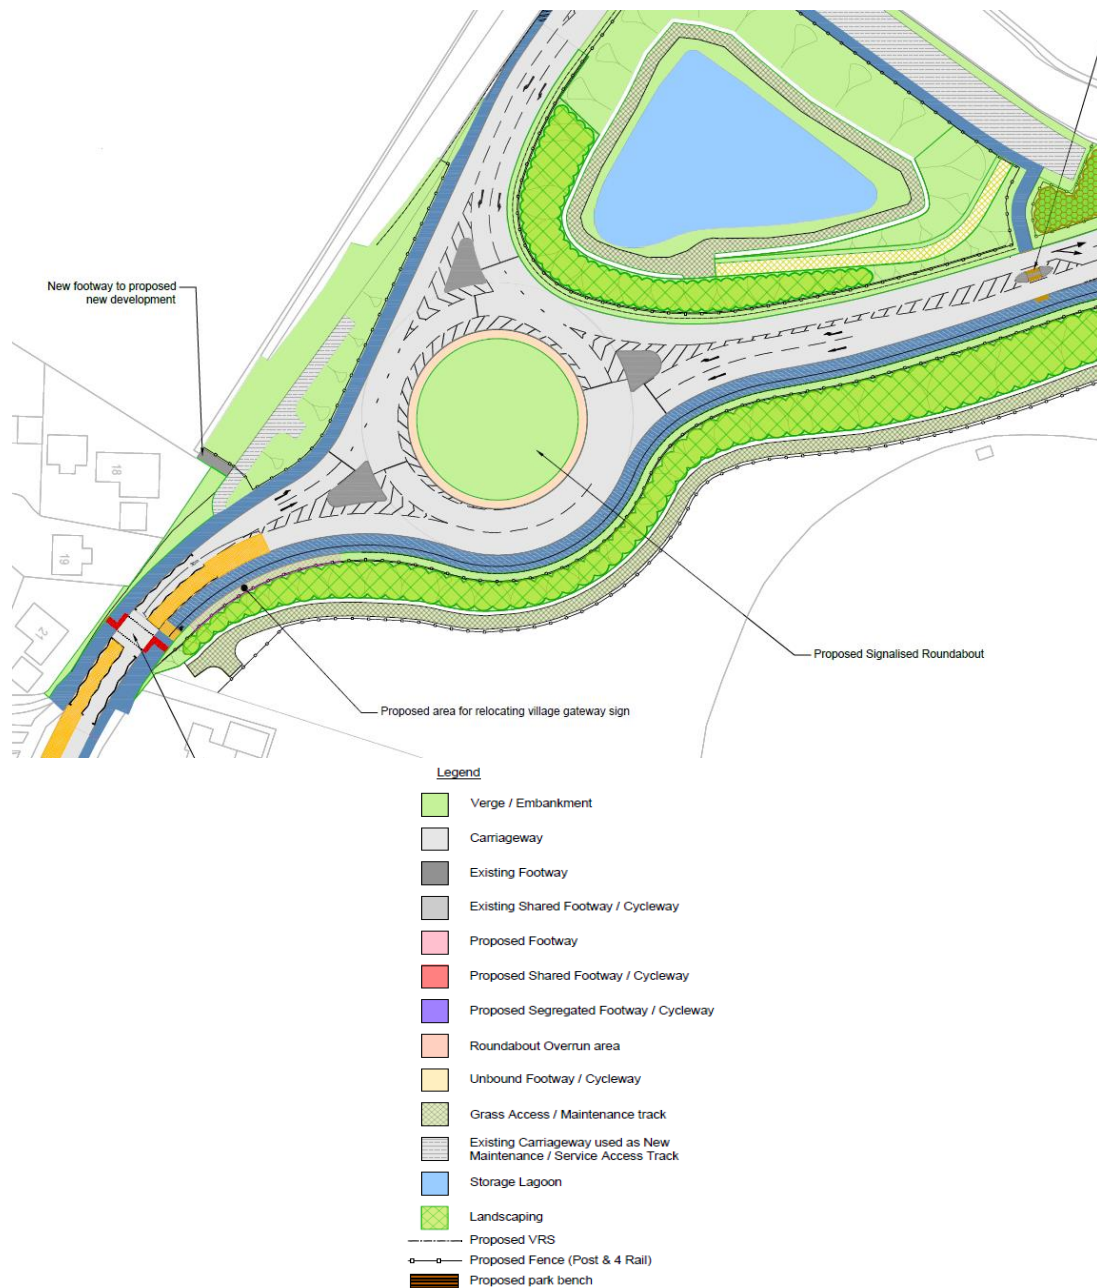 New footway to proposed
new development
18
19
21
Proposed Signalised Roundabout
Proposed area for relocating village gateway sign
Legend
Verge / Embankment
Carriageway
Existing Footway
Existing Shared Footway / Cycleway
Proposed Footway
Proposed Shared Footway / Cycleway
Proposed Segregated Footway / Cycleway
Roundabout Overrun area
Unbound Footway / Cycleway
Grass Access / Maintenance track
Existing Carriageway used as New
Maintenance / Service Access Track
Storage Lagoon
Landscaping
Proposed VRS
Proposed Fence (Post & 4 Rail)
Proposed park bench